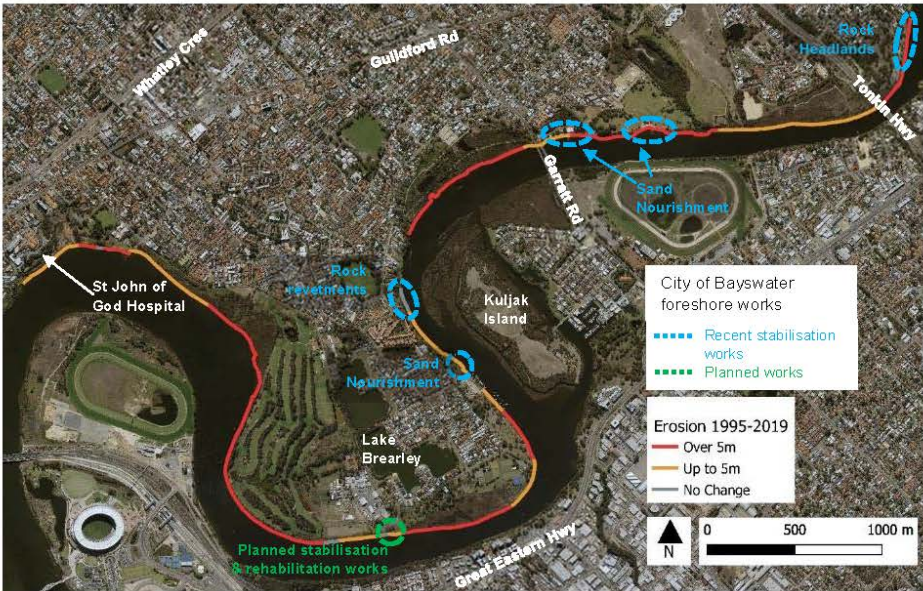 Rock
Headlands
Guildford Rd
Whatley Cres
Tonkin Hwy
Garratt Rd
Sand
Nourishment
St John of
God Hospital
Rock
revetments
Kuljak
Island
Sand
Nourishment
Lake
Brearley
Planned stabilisation
& rehabilitation works
Great Eastern Hwy
City of Bayswater
foreshore works
Recent stabilisation
works
Planned works
Erosion 1995-2019
Over 5m
Up to 5m
No Change
N
0 500 1000 m